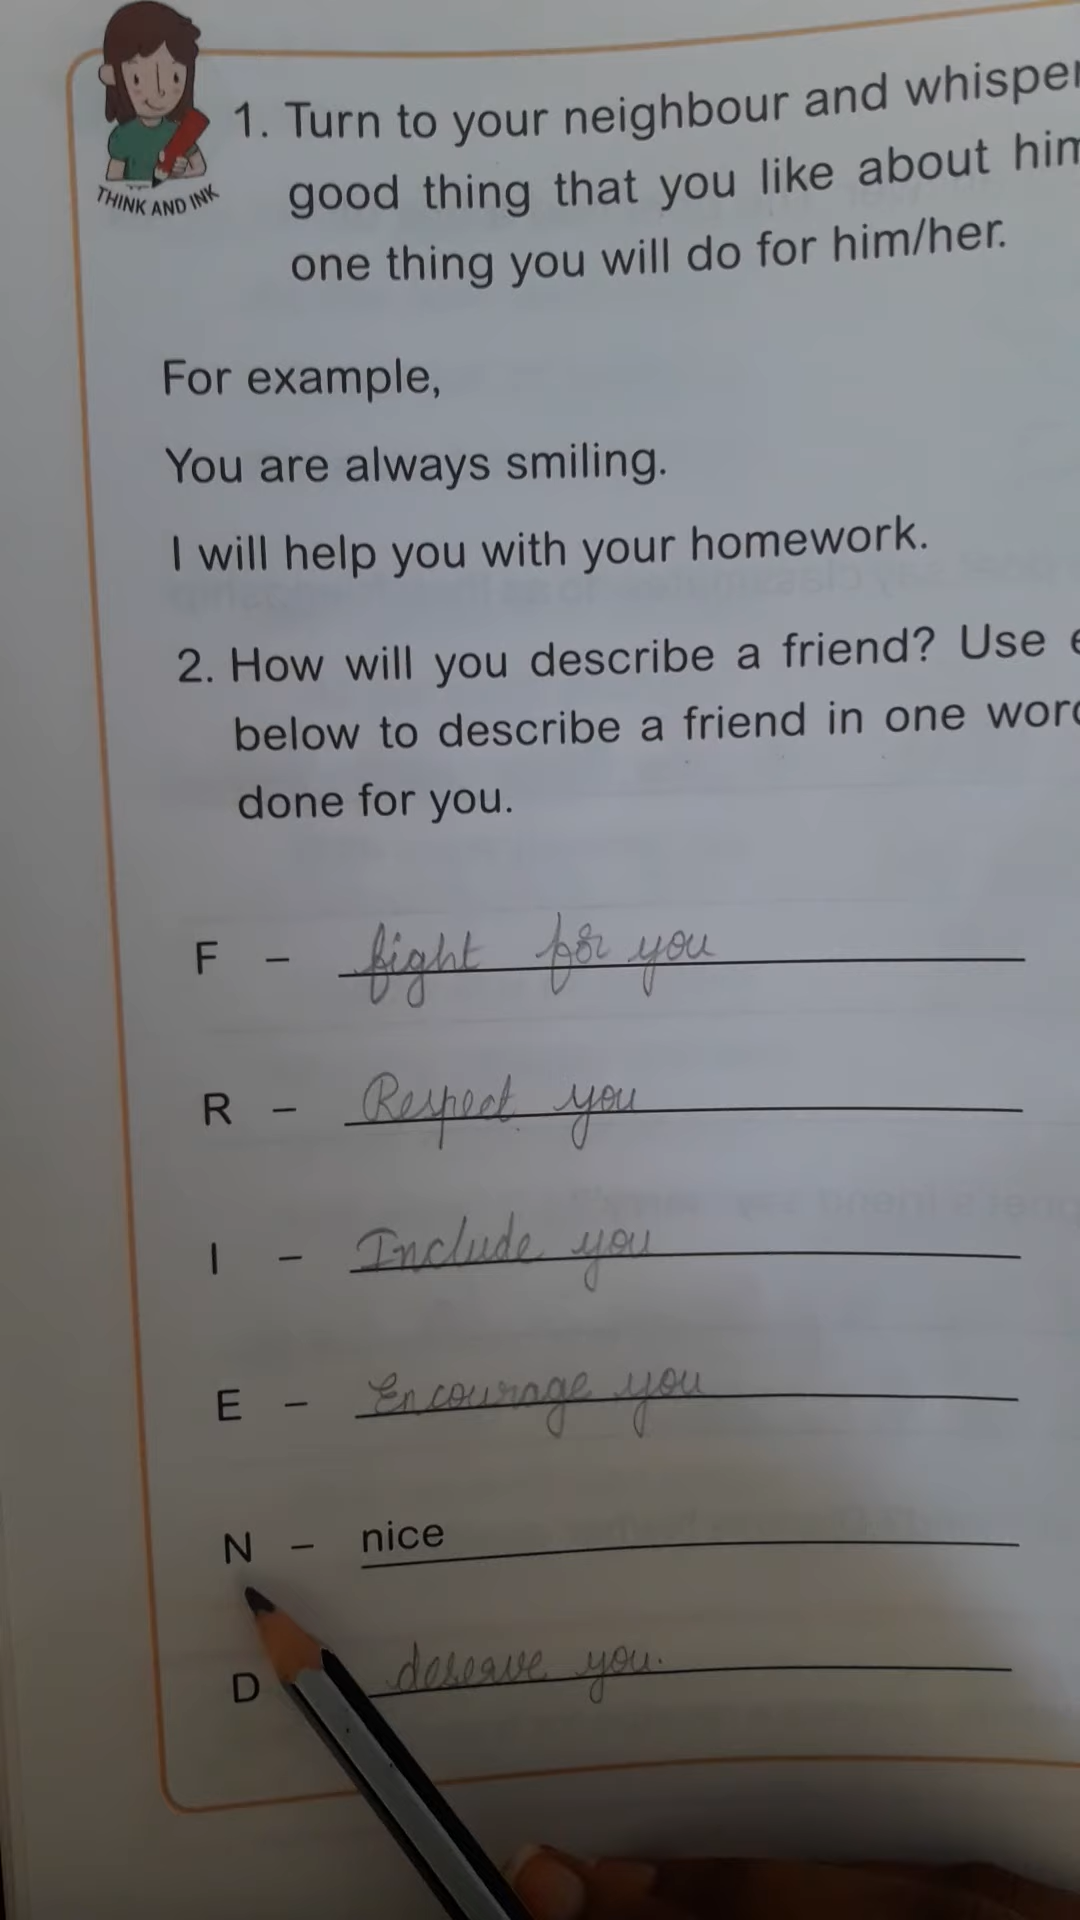 THINK AND INK
1. Turn to your neighbour and whisper
good thing that you like about him
one thing you will do for him/her.
For example,
You are always smiling.
I will help you with your homework.
2. How will you describe a friend? Use
below to describe a friend in one word
done for you.
F - fight for you
R - Respect you
I - Include you
E - Encourage you
N - nice
D deserve you.